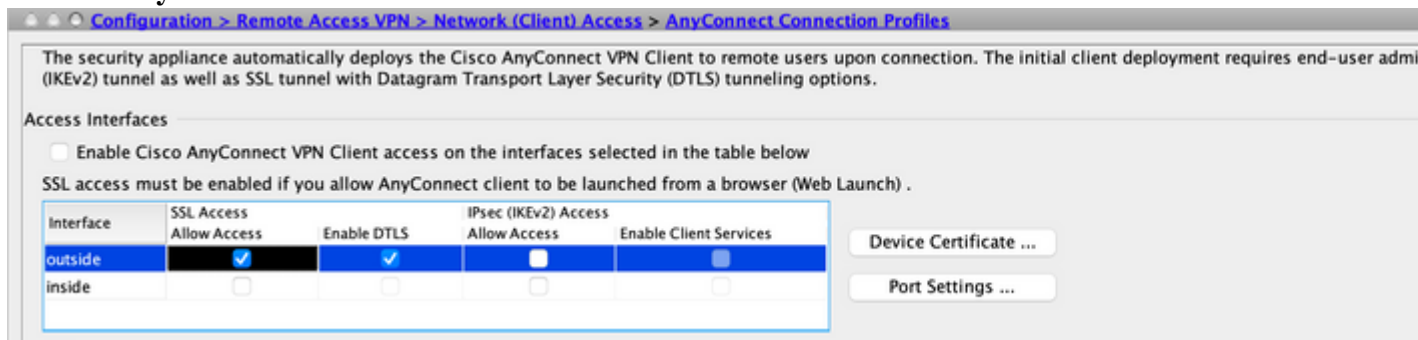 Configuration > Remote Access VPN > Network (Client) Access > AnyConnect Connection Profiles
The security appliance automatically deploys the Cisco AnyConnect VPN Client to remote users upon connection. The initial client deployment requires end-user admi
(IKEv2) tunnel as well as SSL tunnel with Datagram Transport Layer Security (DTLS) tunneling options.
Access Interfaces
Enable Cisco AnyConnect VPN Client access on the interfaces selected in the table below
SSL access must be enabled if you allow AnyConnect client to be launched from a browser (Web Launch) .
Interface SSL Access IPsec (IKEv2) Access
Allow Access Enable DTLS Allow Access Enable Client Services
Device Certificate ...
outside
inside
Port Settings ...